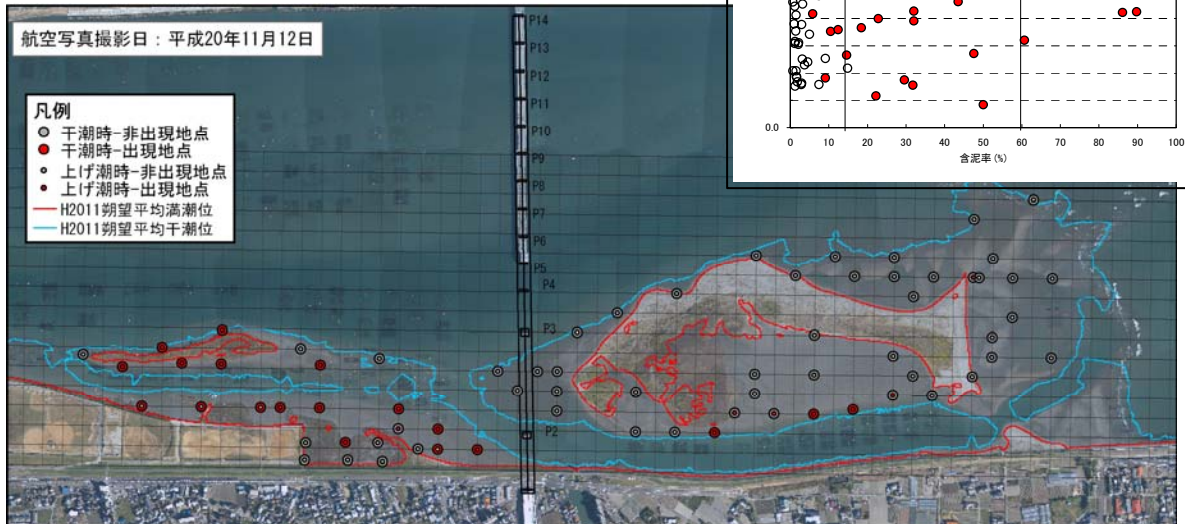 航空写真撮影日：平成20年11月12日
凡例
干潮時-非出現地点
干潮時-出現地点
上げ潮時-非出現地点
上げ潮時-出現地点
H2011朔望平均満潮位
H2011朔望平均干潮位
P14
P13
P12
P11
P10
P9
P8
P7
P6
P5
P4
P3
P2
0.0
0 10 20 30 40 50 60 70 80 90 100
含泥率(%)